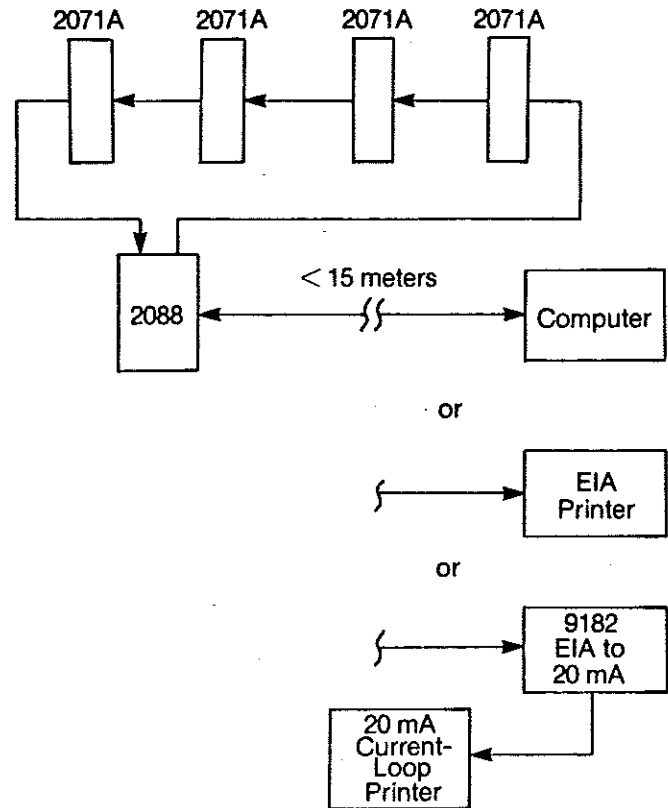 2071A 2071A 2071A 2071A
2088
< 15 meters
Computer
or
EIA
Printer
or
9182
EIA to
20 mA
20 mA
Current-
Loop
Printer